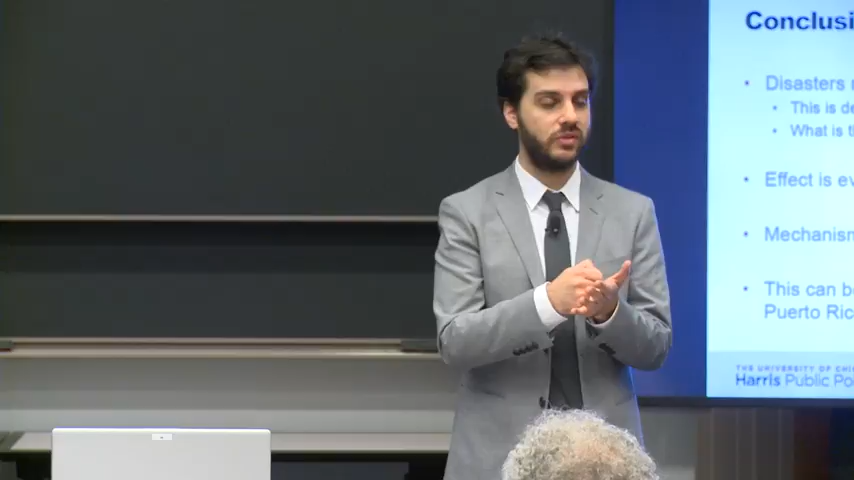 Conclusi
Disasters
This is de
What is t
Effect is ev
Mechanism
This can b
Puerto Ric
THE UNIVERSITY OF CHI
Harris Public Po